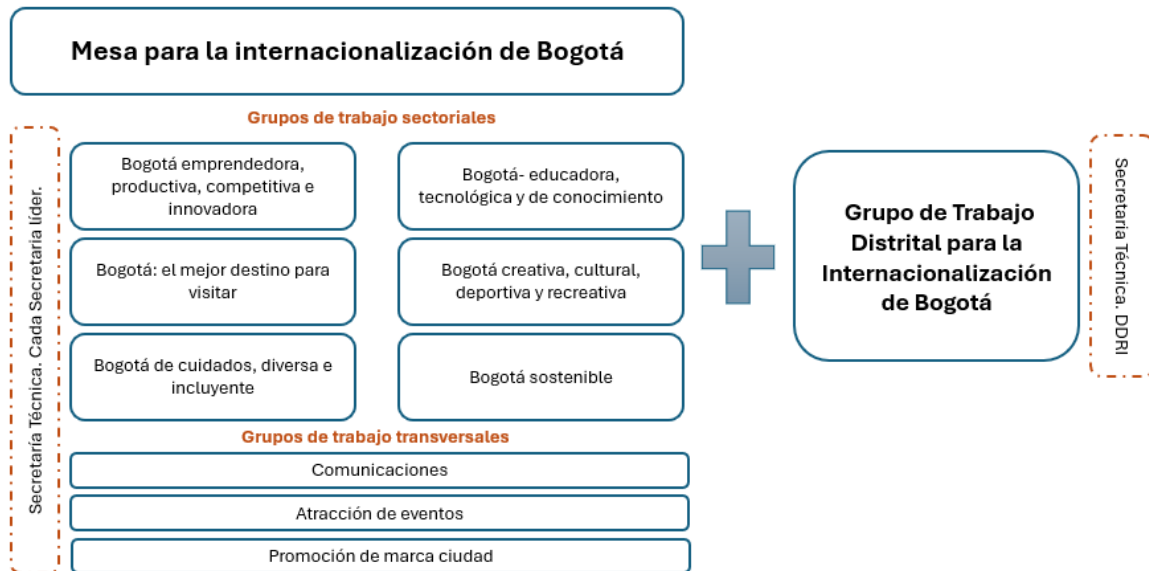 Mesa para la internacionalización de Bogotá
Grupos de trabajo sectoriales
Secretaría Técnica. Cada Secretaria líder.
Bogotá emprendedora,
productiva, competitiva e
innovadora
Bogotá- educadora,
tecnológica y de conocimiento
Bogotá: el mejor destino para
visitar
Bogotá creativa, cultural,
deportiva y recreativa
Bogotá de cuidados, diversa e
incluyente
Bogotá sostenible
Grupos de trabajo transversales
Comunicaciones
Atracción de eventos
Promoción de marca ciudad
Grupo de Trabajo
Distrital para la
Internacionalización
de Bogotá
Secretaria Técnica. DDRI